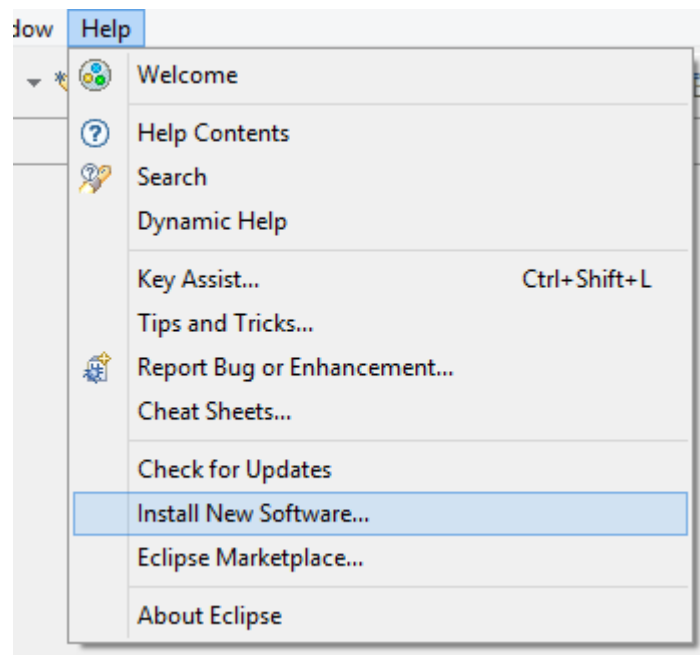 dow Help
Welcome
Help Contents
Search
Dynamic Help
Key Assist... Ctrl+Shift+L
Tips and Tricks...
Report Bug or Enhancement...
Cheat Sheets...
Check for Updates
Install New Software...
Eclipse Marketplace...
About Eclipse